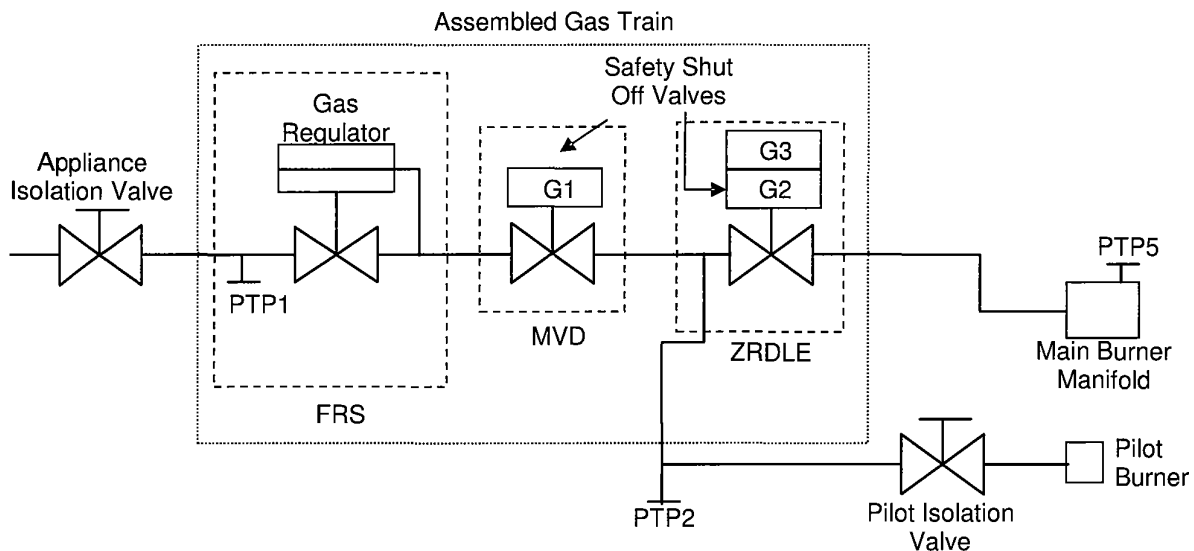 Assembled Gas Train
Safety Shut
Off Valves
Gas
Regulator
Appliance
Isolation Valve
G1
G3
G2
PTP1
PTP5
MVD
ZRDLE
Main Burner
Manifold
FRS
Pilot
Burner
PTP2
Pilot Isolation
Valve